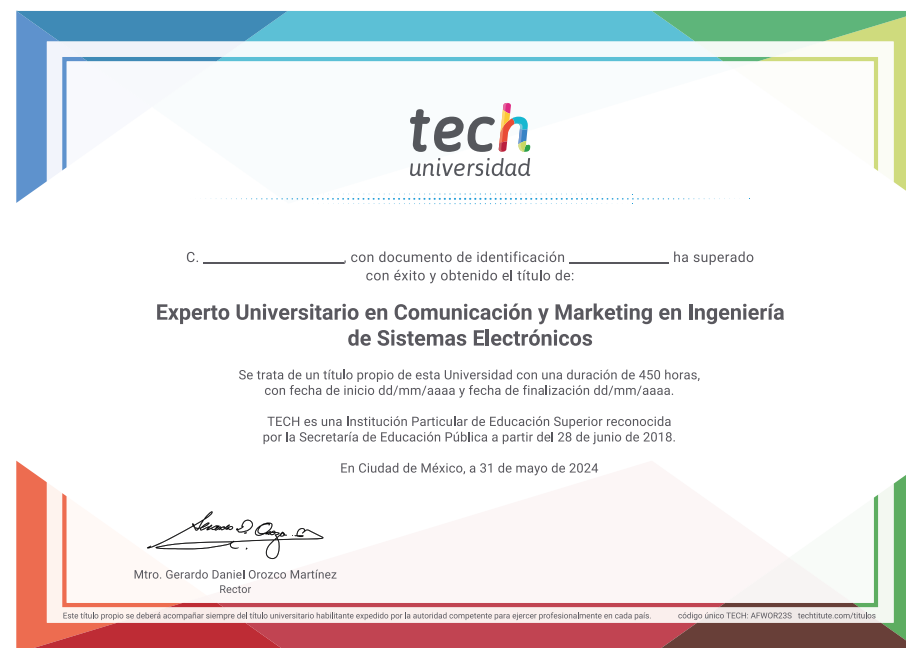 tech
universidad
C. ____________, con documento de identificación ____________ ha superado
con éxito y obtenido el título de:
Experto Universitario en Comunicación y Marketing en Ingeniería
de Sistemas Electrónicos
Se trata de un título propio de esta Universidad con una duración de 450 horas,
con fecha de inicio dd/mm/aaaa y fecha de finalización dd/mm/aaaa.
TECH es una Institución Particular de Educación Superior reconocida
por la Secretaría de Educación Pública a partir del 28 de junio de 2018.
En Ciudad de México, a 31 de mayo de 2024
Mtro. Gerardo Daniel Orozco Martínez
Rector
Este título propio se deberá acompañar siempre del título universitario habilitante expedido por la autoridad competente para ejercer profesionalmente en cada país. código único TECH: AFWOR23S techtitute.com/titulos